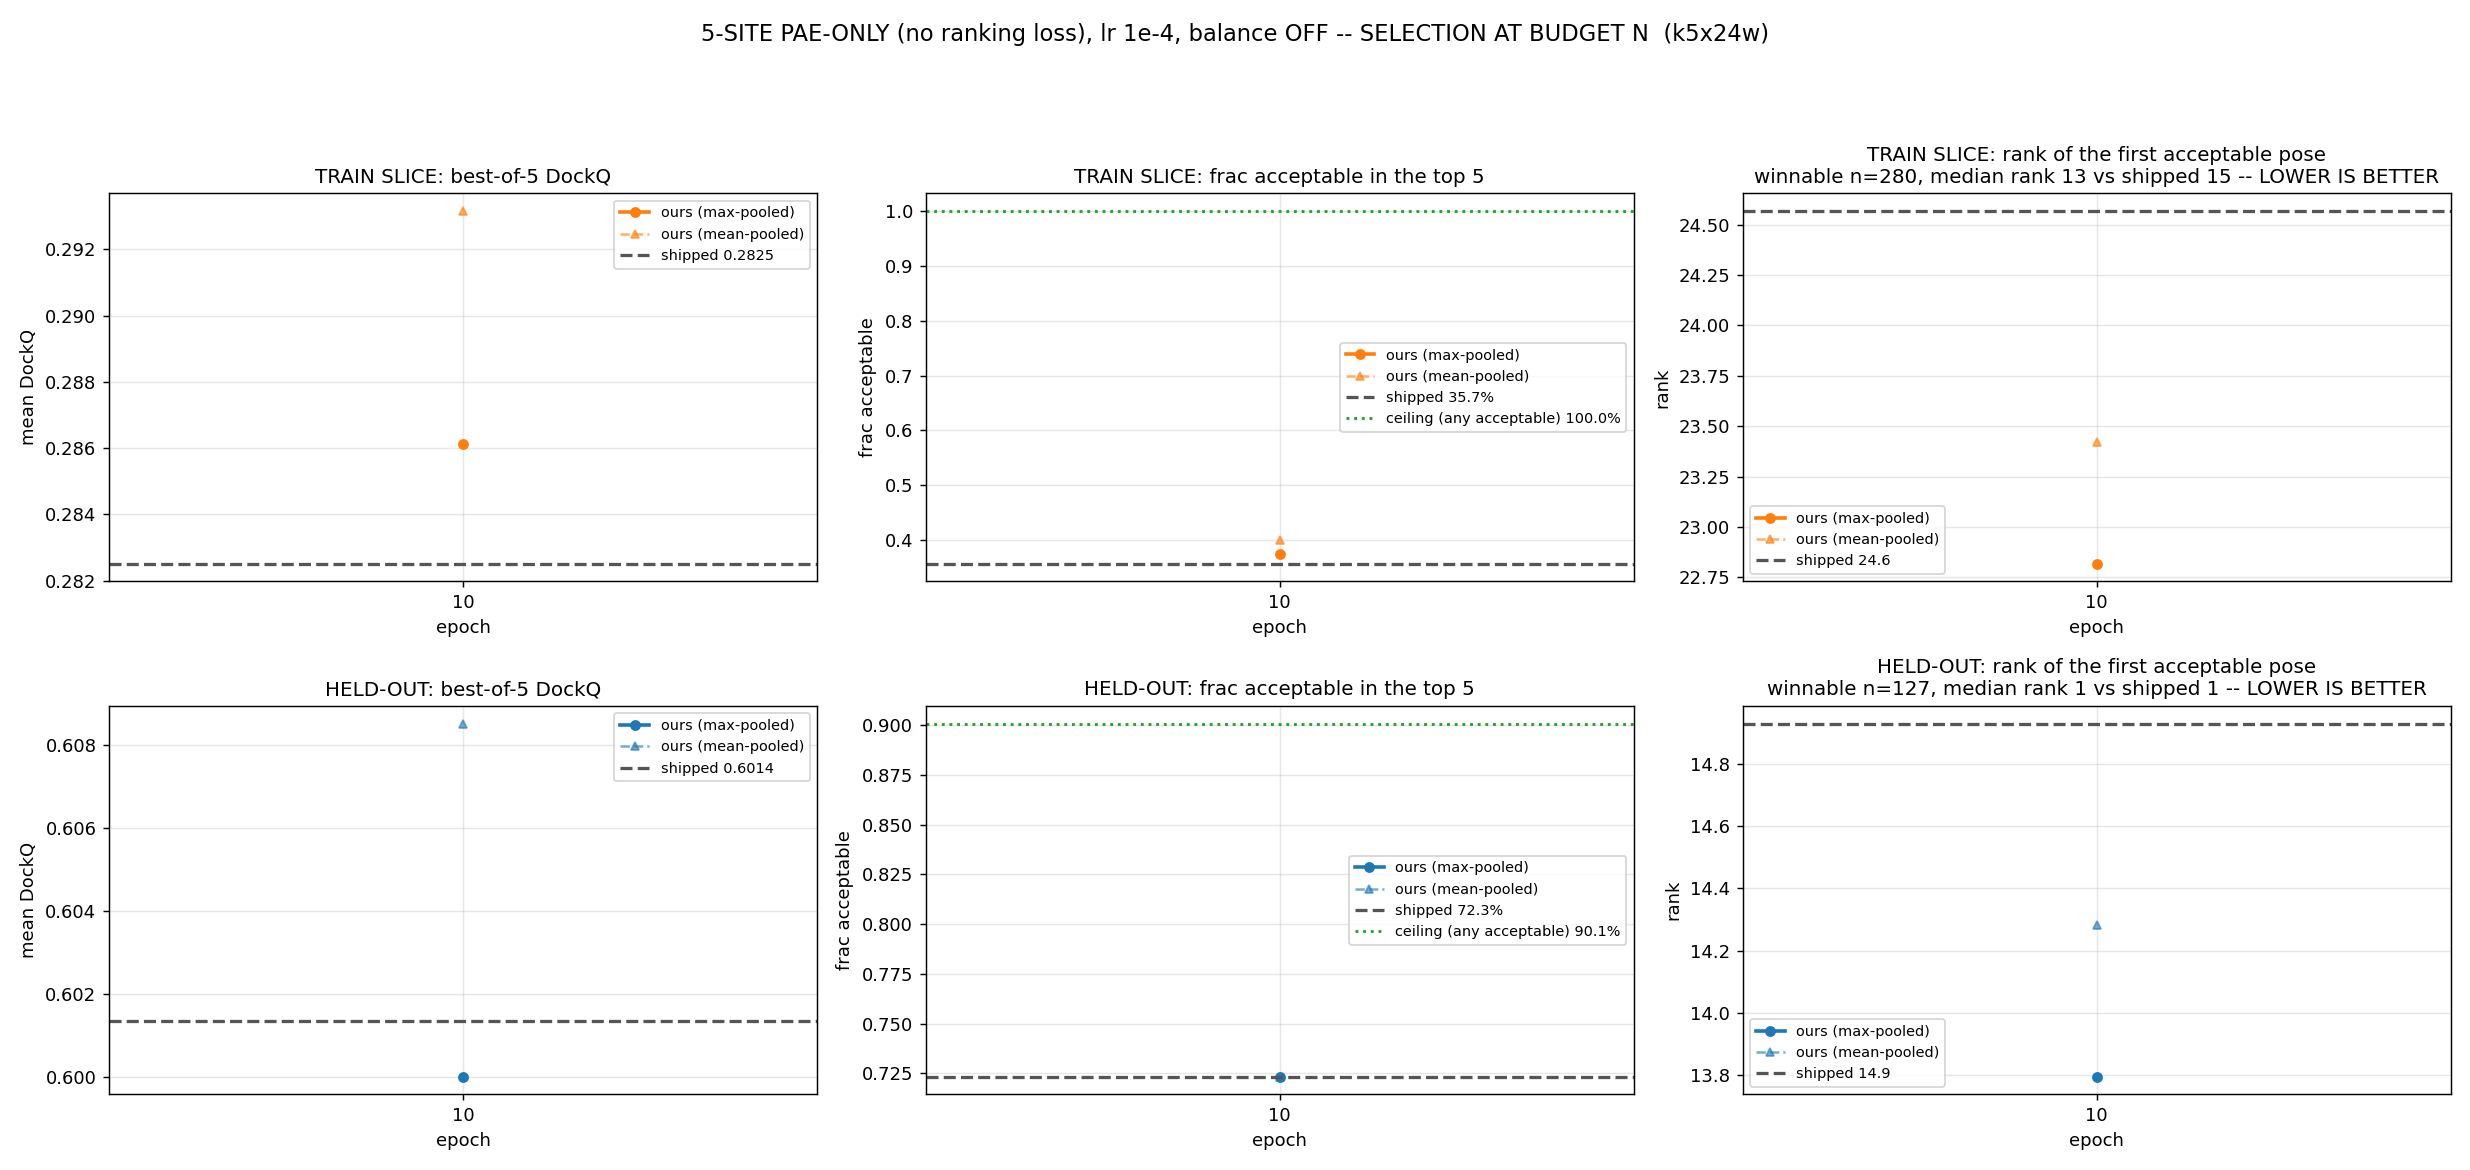 5-SITE PAE-ONLY (no ranking loss), lr 1e-4, balance OFF -- SELECTION AT BUDGET N  (k5x24w)
TRAIN SLICE: best-of-5 DockQ
mean DockQ
0.292
0.290
0.288
0.286
0.284
0.282
10
epoch
ours (max-pooled)
ours (mean-pooled)
shipped 0.2825
TRAIN SLICE: frac acceptable in the top 5
frac acceptable
1.0
0.9
0.8
0.7
0.6
0.5
0.4
10
epoch
ours (max-pooled)
ours (mean-pooled)
shipped 35.7%
ceiling (any acceptable) 100.0%
TRAIN SLICE: rank of the first acceptable pose
winnable n=280, median rank 13 vs shipped 15 -- LOWER IS BETTER
rank
24.50
24.25
24.00
23.75
23.50
23.25
23.00
22.75
10
epoch
ours (max-pooled)
ours (mean-pooled)
shipped 24.6
HELD-OUT: best-of-5 DockQ
mean DockQ
0.608
0.606
0.604
0.602
0.600
10
epoch
ours (max-pooled)
ours (mean-pooled)
shipped 0.6014
HELD-OUT: frac acceptable in the top 5
frac acceptable
0.900
0.875
0.850
0.825
0.800
0.775
0.750
0.725
10
epoch
ours (max-pooled)
ours (mean-pooled)
shipped 72.3%
ceiling (any acceptable) 90.1%
HELD-OUT: rank of the first acceptable pose
winnable n=127, median rank 1 vs shipped 1 -- LOWER IS BETTER
rank
14.8
14.6
14.4
14.2
14.0
13.8
10
epoch
ours (max-pooled)
ours (mean-pooled)
shipped 14.9